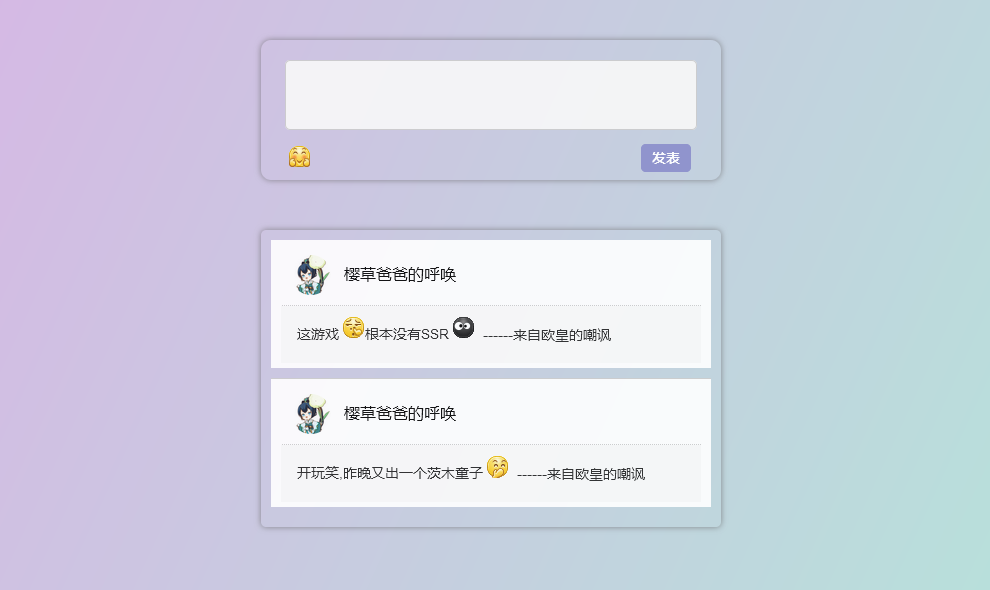 发表
樱草爸爸的呼唤
这游戏 根本没有SSR ------来自欧皇的嘲讽
樱草爸爸的呼唤
开玩笑,昨晚又出一个茨木童子 ------来自欧皇的嘲讽